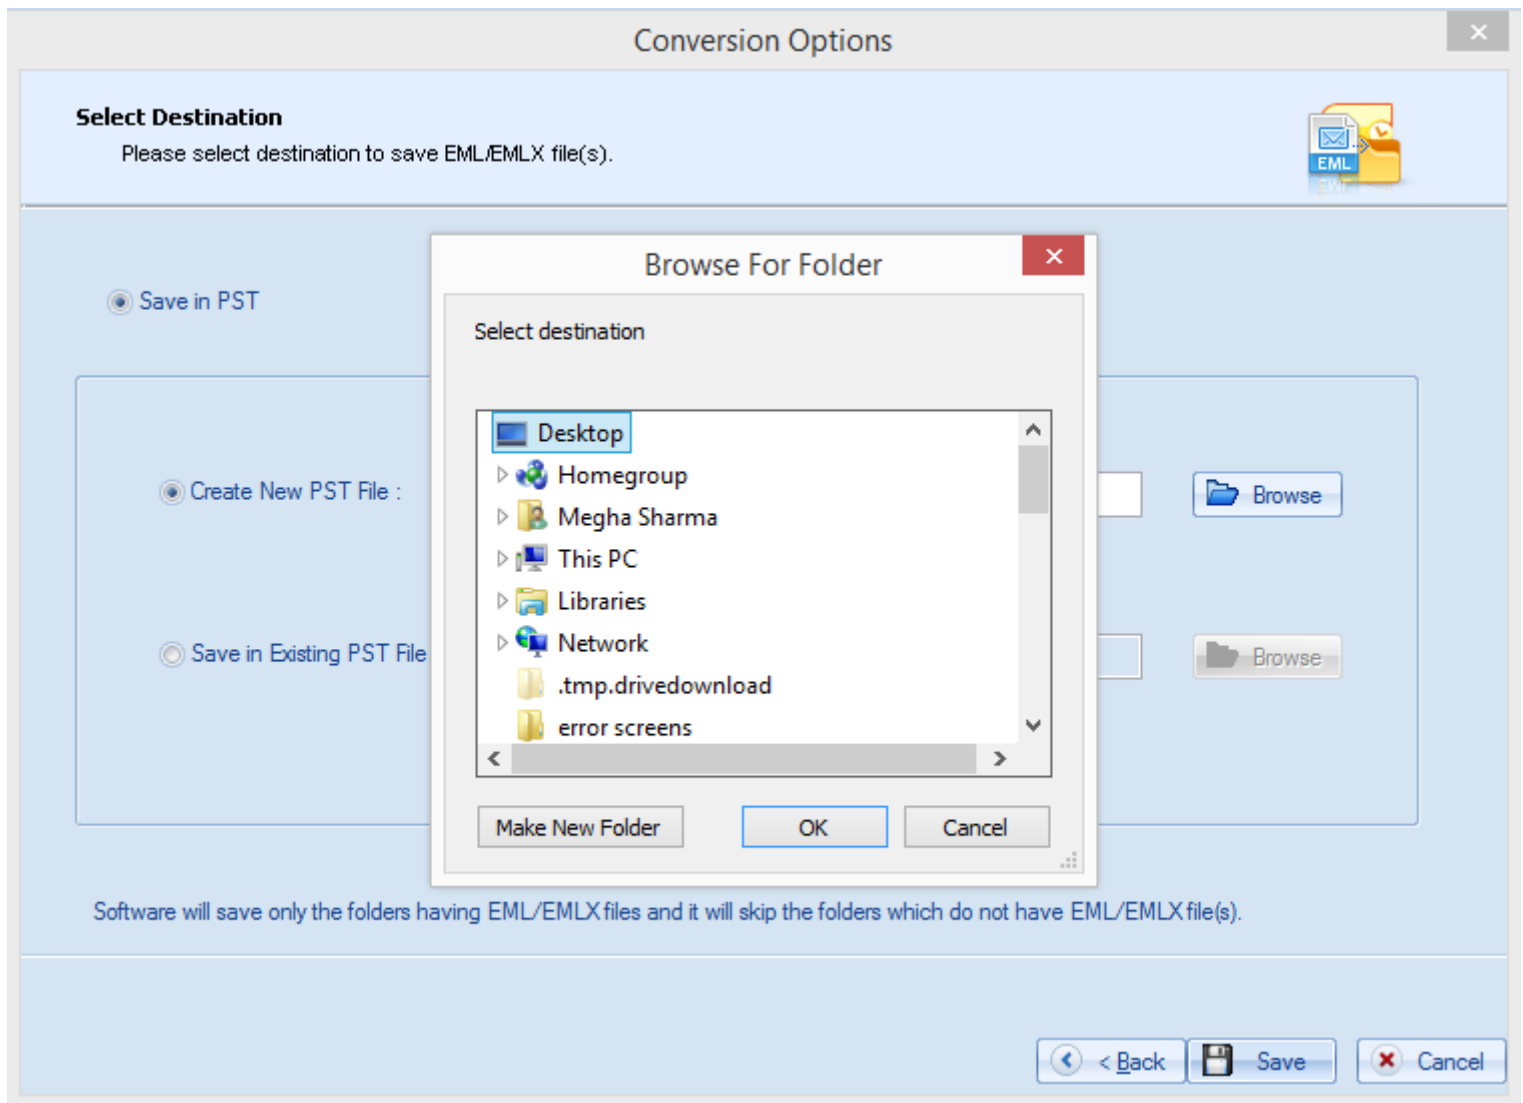 Conversion Options
Select Destination
Please select destination to save EML/EMLX file(s).
EML
Browse For Folder
Save in PST
Select destination
Desktop
Homegroup
Create New PST File :
Browse
Megha Sharma
This PC
Libraries
Network
Save in Existing PST File
Browse
.tmp.drivedownload
error screens
Make New Folder
OK
Cancel
Software will save only the folders having EML/EMLX files and it will skip the folders which do not have EML/EMLX file(s).
< Back
Save
Cancel